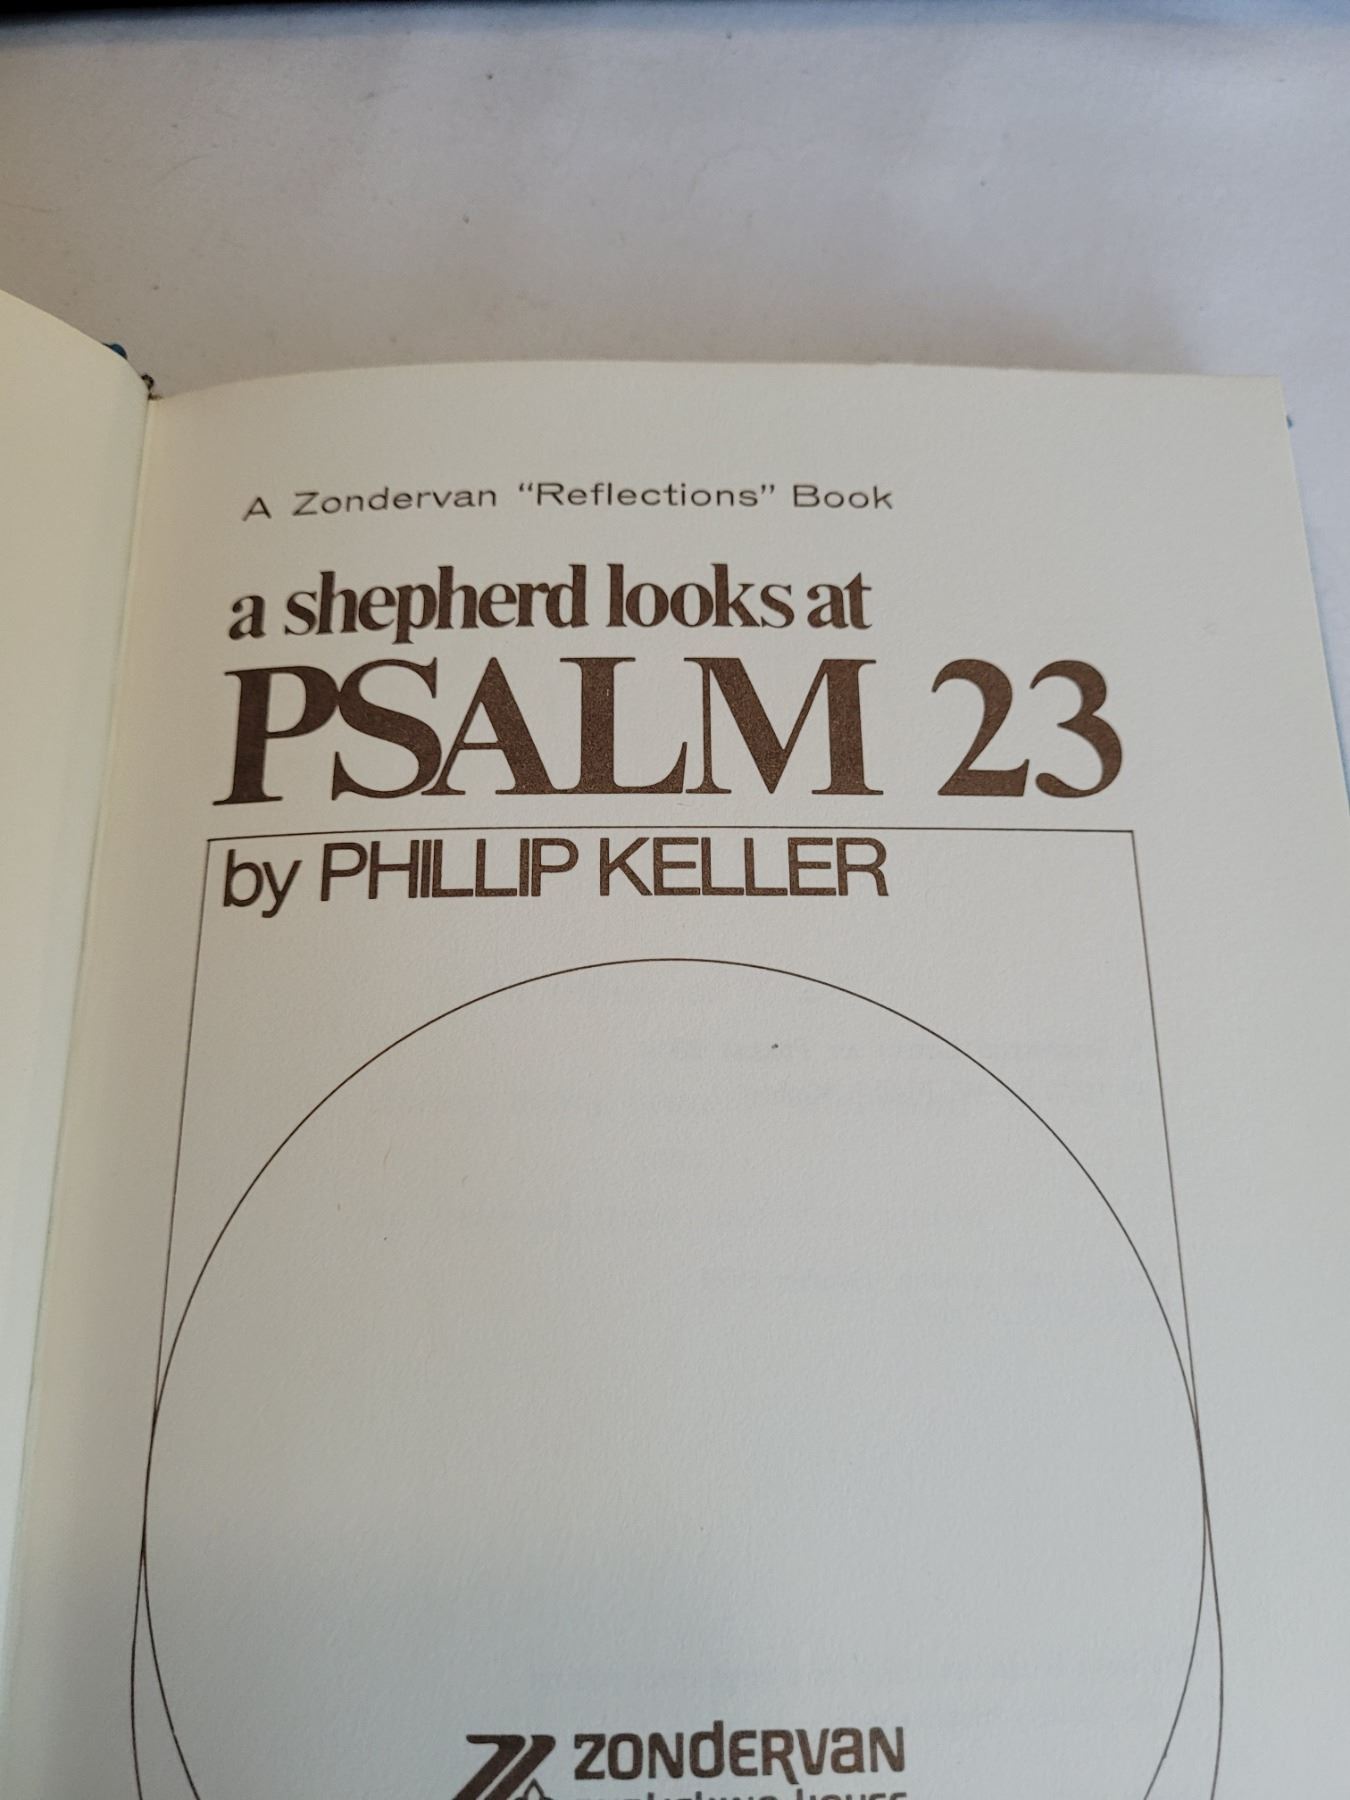 A Zondervan “Reflections” Book
a shepherd looks at
PSALM 23
by PHILLIP KELLER
ZONDERVAN